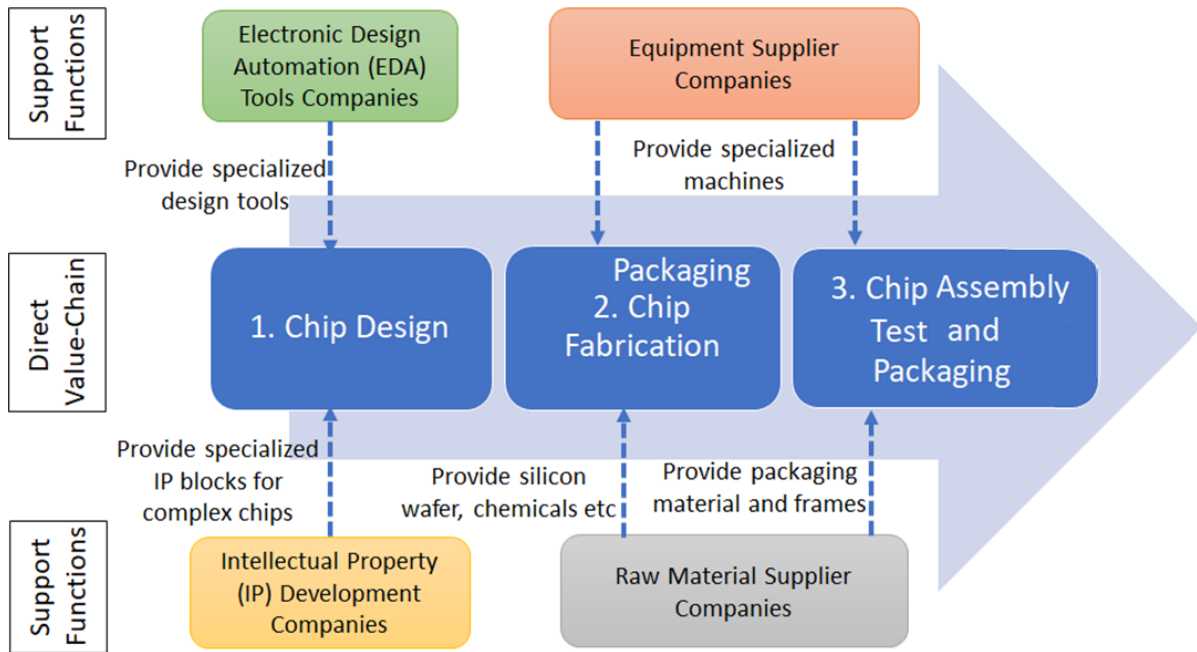 Support
Functions
Electronic Design
Automation (EDA)
Tools Companies
Equipment Supplier
Companies
Provide specialized
design tools
Provide specialized
machines
Direct
Value-Chain
1. Chip Design
Packaging
2. Chip
Fabrication
3. Chip Assembly
Test and
Packaging
Provide specialized
IP blocks for
complex chips
Provide silicon
wafer, chemicals etc
Provide packaging
material and frames
Support
Functions
Intellectual Property
(IP) Development
Companies
Raw Material Supplier
Companies